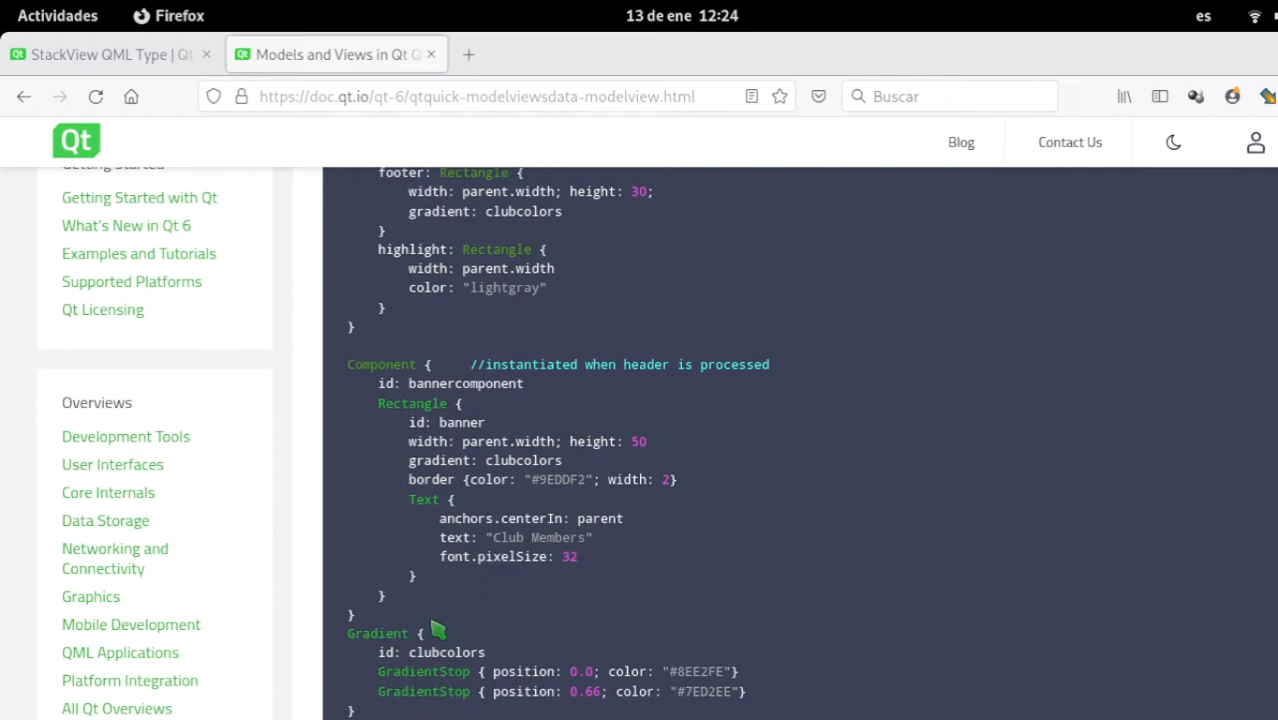 Actividades Firefox 13 de ene 12:24 es
StackView QML Type | Qt Models and Views in Qt Q
https://doc.qt.io/qt-6/qtquick-modelviewsdata-modelview.html Buscar
Qt Blog Contact Us
Getting Started
Getting Started with Qt
What's New in Qt 6
Examples and Tutorials
Supported Platforms
Qt Licensing
Overviews
Development Tools
User Interfaces
Core Internals
Data Storage
Networking and
Connectivity
Graphics
Mobile Development
QML Applications
Platform Integration
All Qt Overviews
footer: Rectangle {
width: parent.width; height: 30;
gradient: clubcolors
}
highlight: Rectangle {
width: parent.width
color: "lightgray"
}
}
Component { //instantiated when header is processed
id: bannercomponent
Rectangle {
id: banner
width: parent.width; height: 50
gradient: clubcolors
border {color: "#9EDDF2"; width: 2}
Text {
anchors.centerIn: parent
text: "Club Members"
font.pixelSize: 32
}
}
}
Gradient {
id: clubcolors
GradientStop { position: 0.0; color: "#8EE2FE"}
GradientStop { position: 0.66; color: "#7ED2EE"}
}